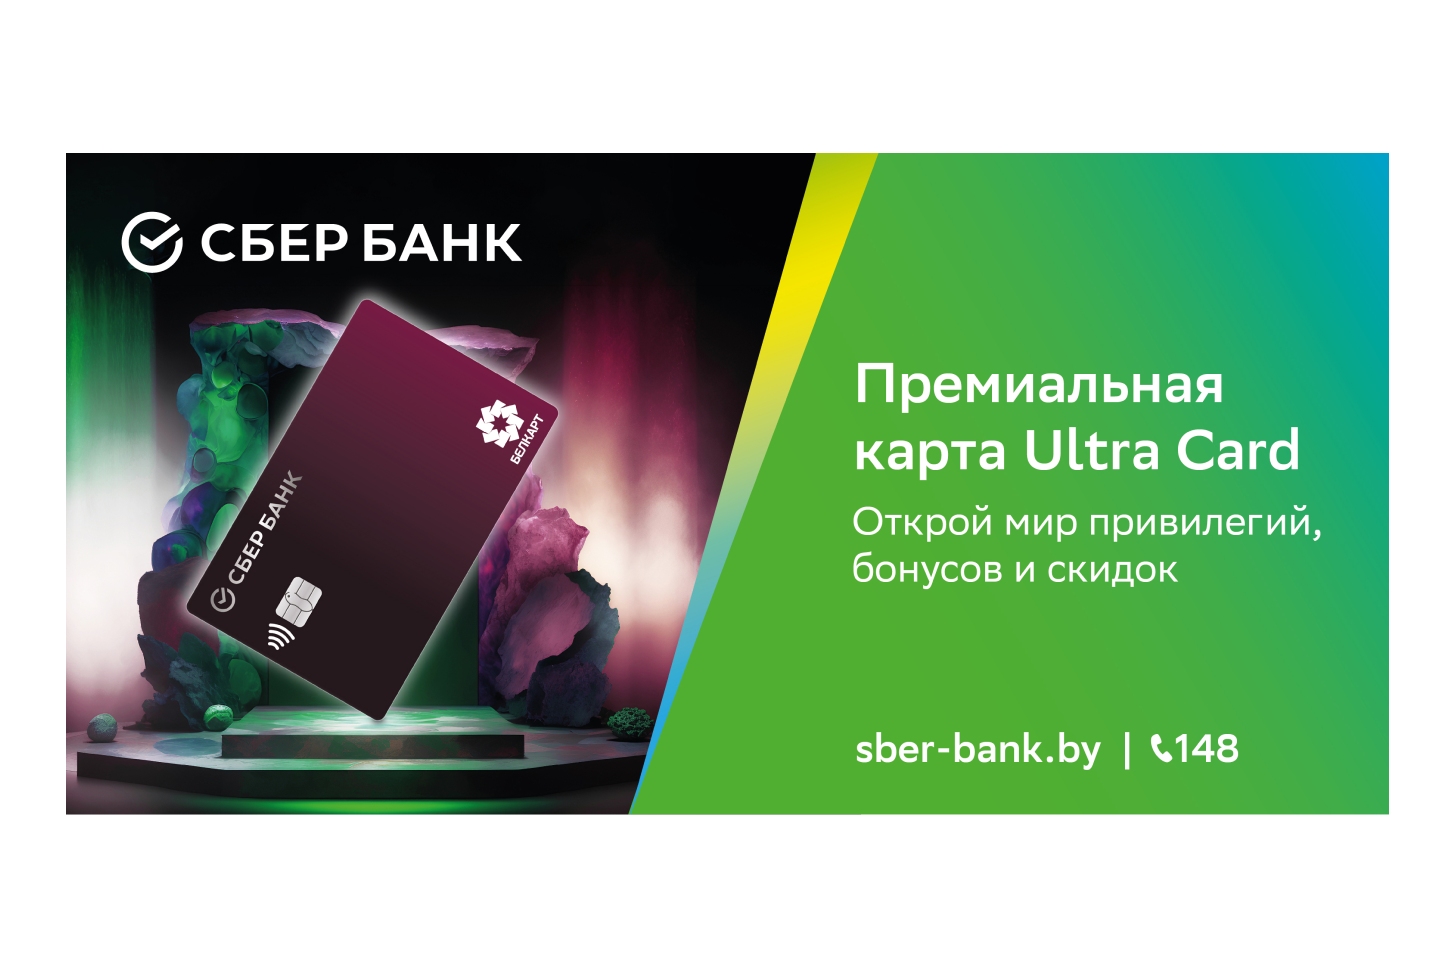 СБЕР БАНК
БЕЛКАРТ
СБЕР БАНК
Премиальная
карта Ultra Card
Открой мир привилегий,
бонусов и скидок
sber-bank.by | 148